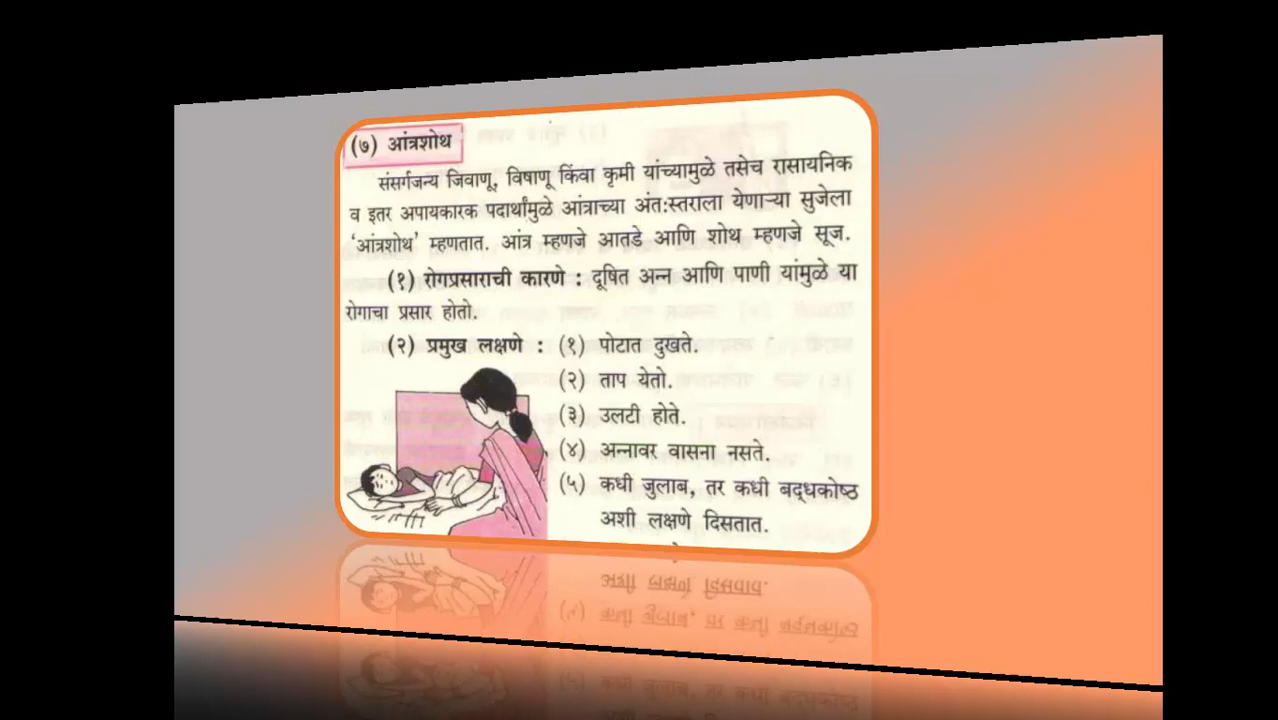 (७) आंत्रशोथ
संसर्गजन्य जिवाणू, विषाणू किंवा कृमी यांच्यामुळे तसेच रासायनिक
व इतर अपायकारक पदार्थांमुळे आंत्राच्या अंतःस्तराला येणाऱ्या सुजेला
‘आंत्रशोथ’ म्हणतात. आंत्र म्हणजे आतडे आणि शोथ म्हणजे सूज.
(१) रोगप्रसाराची कारणे : दूषित अन्न आणि पाणी यांमुळे या
रोगाचा प्रसार होतो.
(२) प्रमुख लक्षणे : (१) पोटात दुखते.
(२) ताप येतो.
(३) उलटी होते.
(४) अन्नावर वासना नसते.
(५) कधी जुलाब, तर कधी बद्धकोष्ठ
अशी लक्षणे दिसतात.